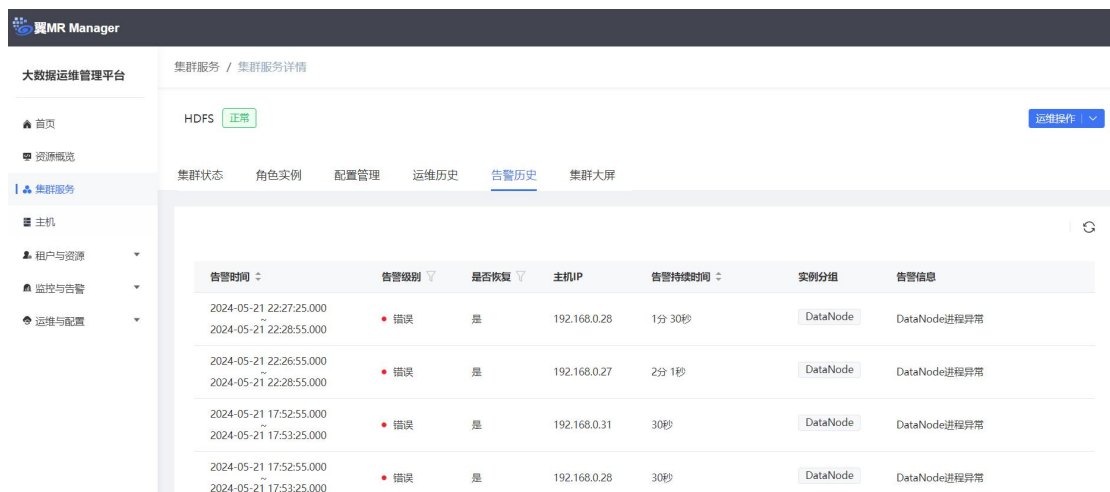 翼MR Manager
大数据运维管理平台
首页
资源概览
集群服务
主机
租户与资源
监控与告警
运维与配置
集群服务 / 集群服务详情
HDFS 正常 运维操作
集群状态 角色实例 配置管理 运维历史 告警历史 集群大屏
告警时间 告警级别 是否恢复 主机IP 告警持续时间 实例分组 告警信息
2024-05-21 22:27:25.000
~
2024-05-21 22:28:55.000
错误 是 192.168.0.28 1分 30秒 DataNode DataNode进程异常
2024-05-21 22:26:55.000
~
2024-05-21 22:28:55.000
错误 是 192.168.0.27 2分 1秒 DataNode DataNode进程异常
2024-05-21 17:52:55.000
~
2024-05-21 17:53:25.000
错误 是 192.168.0.31 30秒 DataNode DataNode进程异常
2024-05-21 17:52:55.000
~
2024-05-21 17:53:25.000
错误 是 192.168.0.28 30秒 DataNode DataNode进程异常